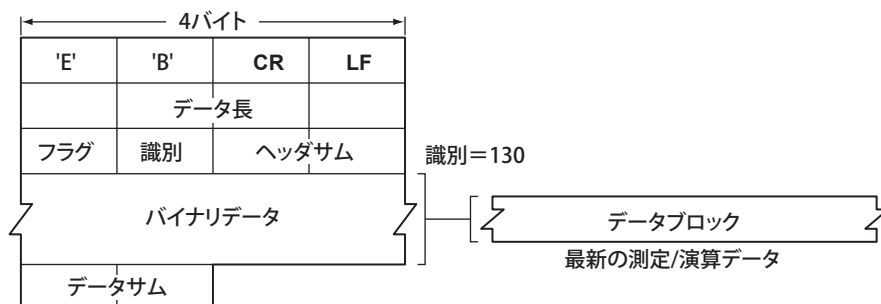 4バイト
'E' 'B' CR LF
データ長
フラグ 識別 ヘッダサム 識別＝130
バイナリデータ データブロック
最新の測定/演算データ
データサム